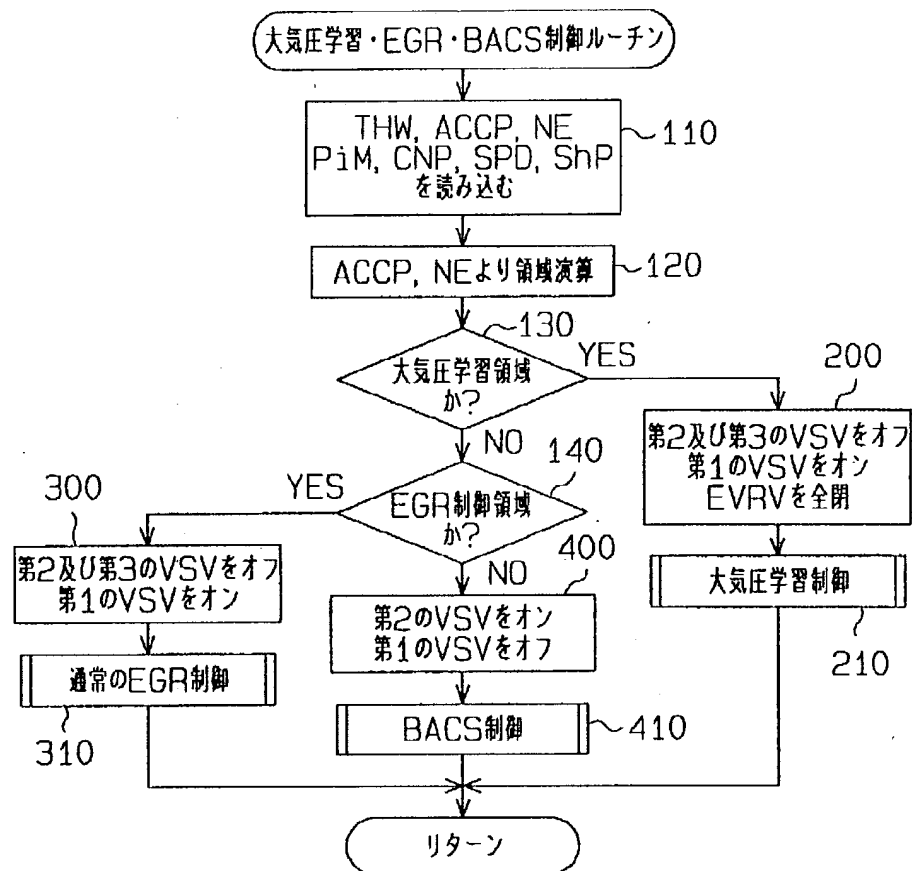 大気圧学習・EGR・BACS制御ルーチン
THW, ACCP, NE
PiM, CNP, SPD, ShP
を読み込む
110
ACCP, NEより領域演算
120
130
大気圧学習領域
か?
YES
NO
200
第2及び第3のVSVをオフ
第1のVSVをオン
EVRVを全閉
大気圧学習制御
210
140
EGR制御領域
か?
YES
NO
300
第2及び第3のVSVをオフ
第1のVSVをオン
通常のEGR制御
310
400
第2のVSVをオン
第1のVSVをオフ
BACS制御
410
リターン